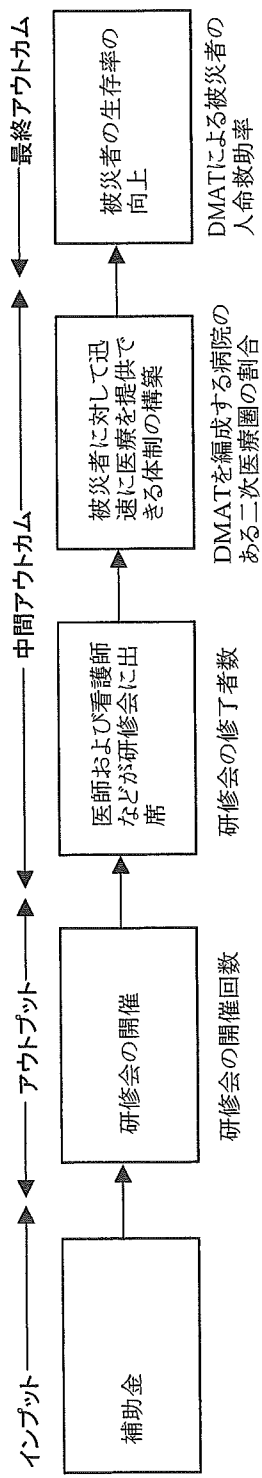 インプット
アウトプット
中間アウトカム
最終アウトカム
補助金
研修会の開催
医師および看護師
などが研修会に出
席
被災者に対して迅
速に医療を提供で
きる体制の構築
被災者の生存率の
向上
研修会の開催回数
研修会の修了者数
DMATを編成する病院の
ある二次医療圏の割合
DMATによる被災者の
人命救助率